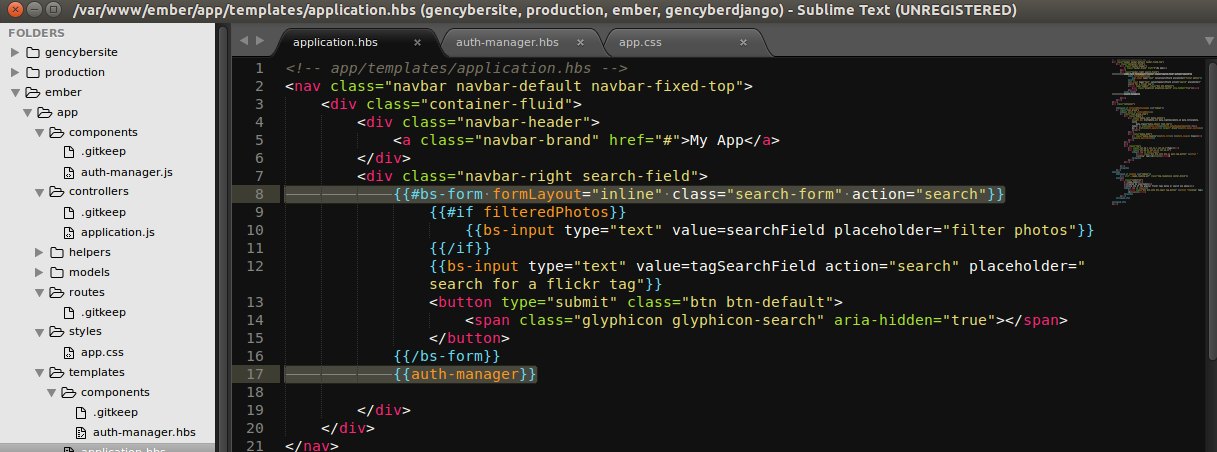 /var/www/ember/app/templates/application.hbs (gencybersite, production, ember, gencyberdjango) - Sublime Text (UNREGISTERED)
FOLDERS
gencybersite
production
ember
app
components
.gitkeep
auth-manager.js
controllers
.gitkeep
application.js
helpers
models
routes
.gitkeep
styles
app.css
templates
components
.gitkeep
auth-manager.hbs
application.hbs
application.hbs × auth-manager.hbs × app.css ×
1 <!-- app/templates/application.hbs -->
2 <nav class="navbar navbar-default navbar-fixed-top">
3 <div class="container-fluid">
4 <div class="navbar-header">
5 <a class="navbar-brand" href="#">My App</a>
6 </div>
7 <div class="navbar-right search-field">
8 {{#bs-form formLayout="inline" class="search-form" action="search"}}
9 {{#if filteredPhotos}}
10 {{bs-input type="text" value=searchField placeholder="filter photos"}}
11 {{/if}}
12 {{bs-input type="text" value=tagSearchField action="search" placeholder="
search for a flickr tag"}}
13 <button type="submit" class="btn btn-default">
14 <span class="glyphicon glyphicon-search" aria-hidden="true"></span>
15 </button>
16 {{/bs-form}}
17 {{auth-manager}}
18
19 </div>
20 </div>
21 </nav>